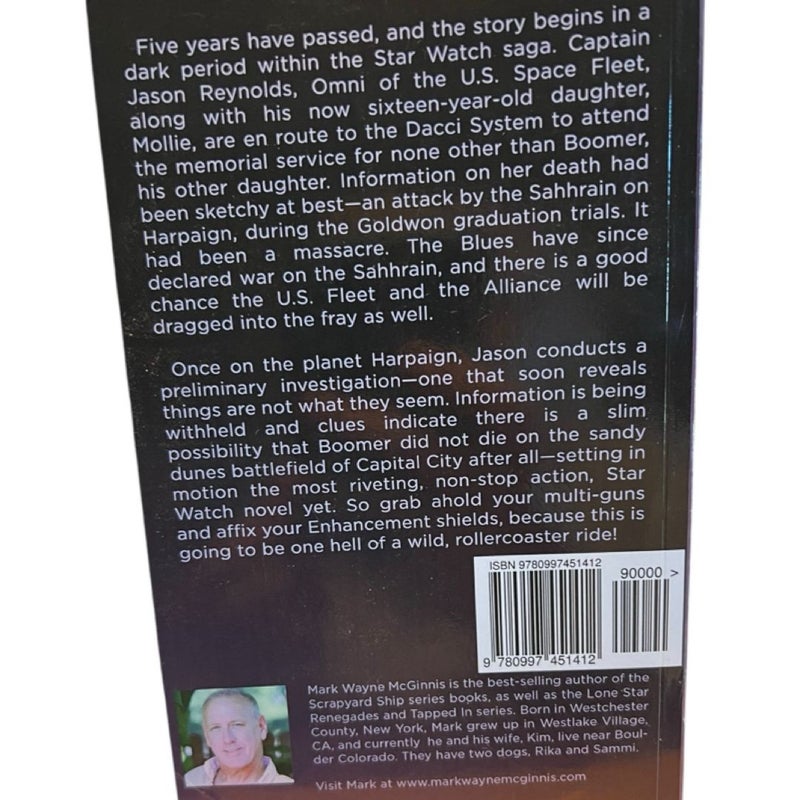 Five years have passed, and the story begins in a
dark period within the Star Watch saga. Captain
Jason Reynolds, Omni of the U.S. Space Fleet,
along with his now sixteen-year-old daughter,
Mollie, are en route to the Dacci System to attend
the memorial service for none other than Boomer,
his other daughter. Information on her death had
been sketchy at best—an attack by the Sahhrain on
Harpaign, during the Goldwon graduation trials. It
had been a massacre. The Blues have since
declared war on the Sahhrain, and there is a good
chance the U.S. Fleet and the Alliance will be
dragged into the fray as well.
Once on the planet Harpaign, Jason conducts a
preliminary investigation—one that soon reveals
things are not what they seem. Information is being
withheld and clues indicate there is a slim
possibility that Boomer did not die on the sandy
dunes battlefield of Capital City after all—setting in
motion the most riveting, non-stop action, Star
Watch novel yet. So grab ahold your multi-guns
and affix your Enhancement shields, because this is
going to be one hell of a wild, rollercoaster ride!
ISBN 9780997451412
90000 >
9 780997 451412
Mark Wayne McGinnis is the best-selling author of the
Scrapyard Ship series books, as well as the Lone Star
Renegades and Tapped In series. Born in Westchester
County, New York, Mark grew up in Westlake Village,
CA, and currently he and his wife, Kim, live near Boul-
der Colorado. They have two dogs, Rika and Sammi.
Visit Mark at www.markwaynemcginnis.com